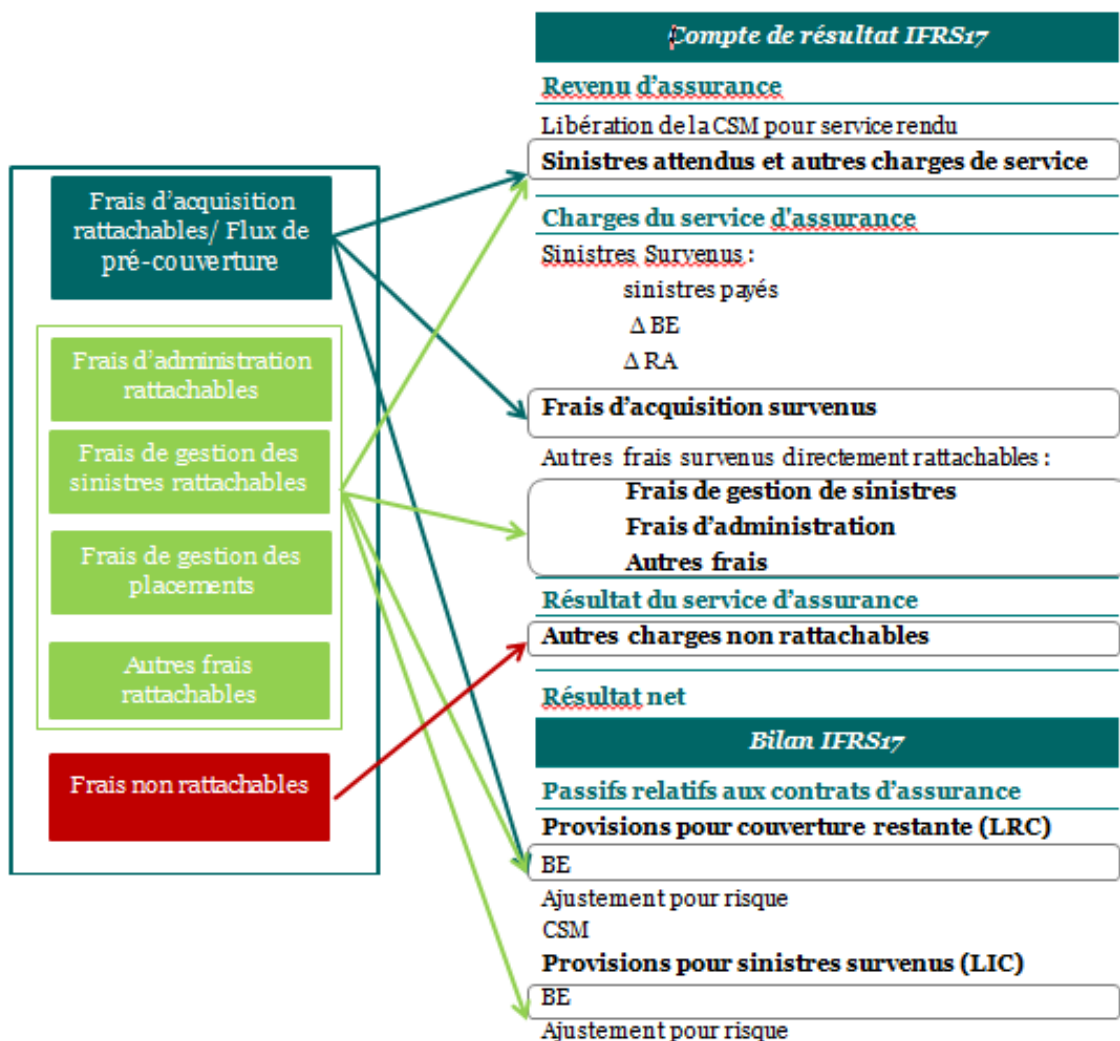 Frais d'acquisition
rattachables/ Flux de
pré-couverture
Frais d'administration
rattachables
Frais de gestion des
sinistres rattachables
Frais de gestion des
placements
Autres frais
rattachables
Frais non rattachables
Compte de résultat IFRS17
Revenu d'assurance
Libération de la CSM pour service rendu
Sinistres attendus et autres charges de service
Charges du service d'assurance
Sinistres Survenus :
sinistres payés
Δ BE
Δ RA
Frais d'acquisition survenus
Autres frais survenus directement rattachables :
Frais de gestion de sinistres
Frais d'administration
Autres frais
Résultat du service d'assurance
Autres charges non rattachables
Résultat net
Bilan IFRS17
Passifs relatifs aux contrats d'assurance
Provisions pour couverture restante (LRC)
BE
Ajustement pour risque
CSM
Provisions pour sinistres survenus (LIC)
BE
Ajustement pour risque